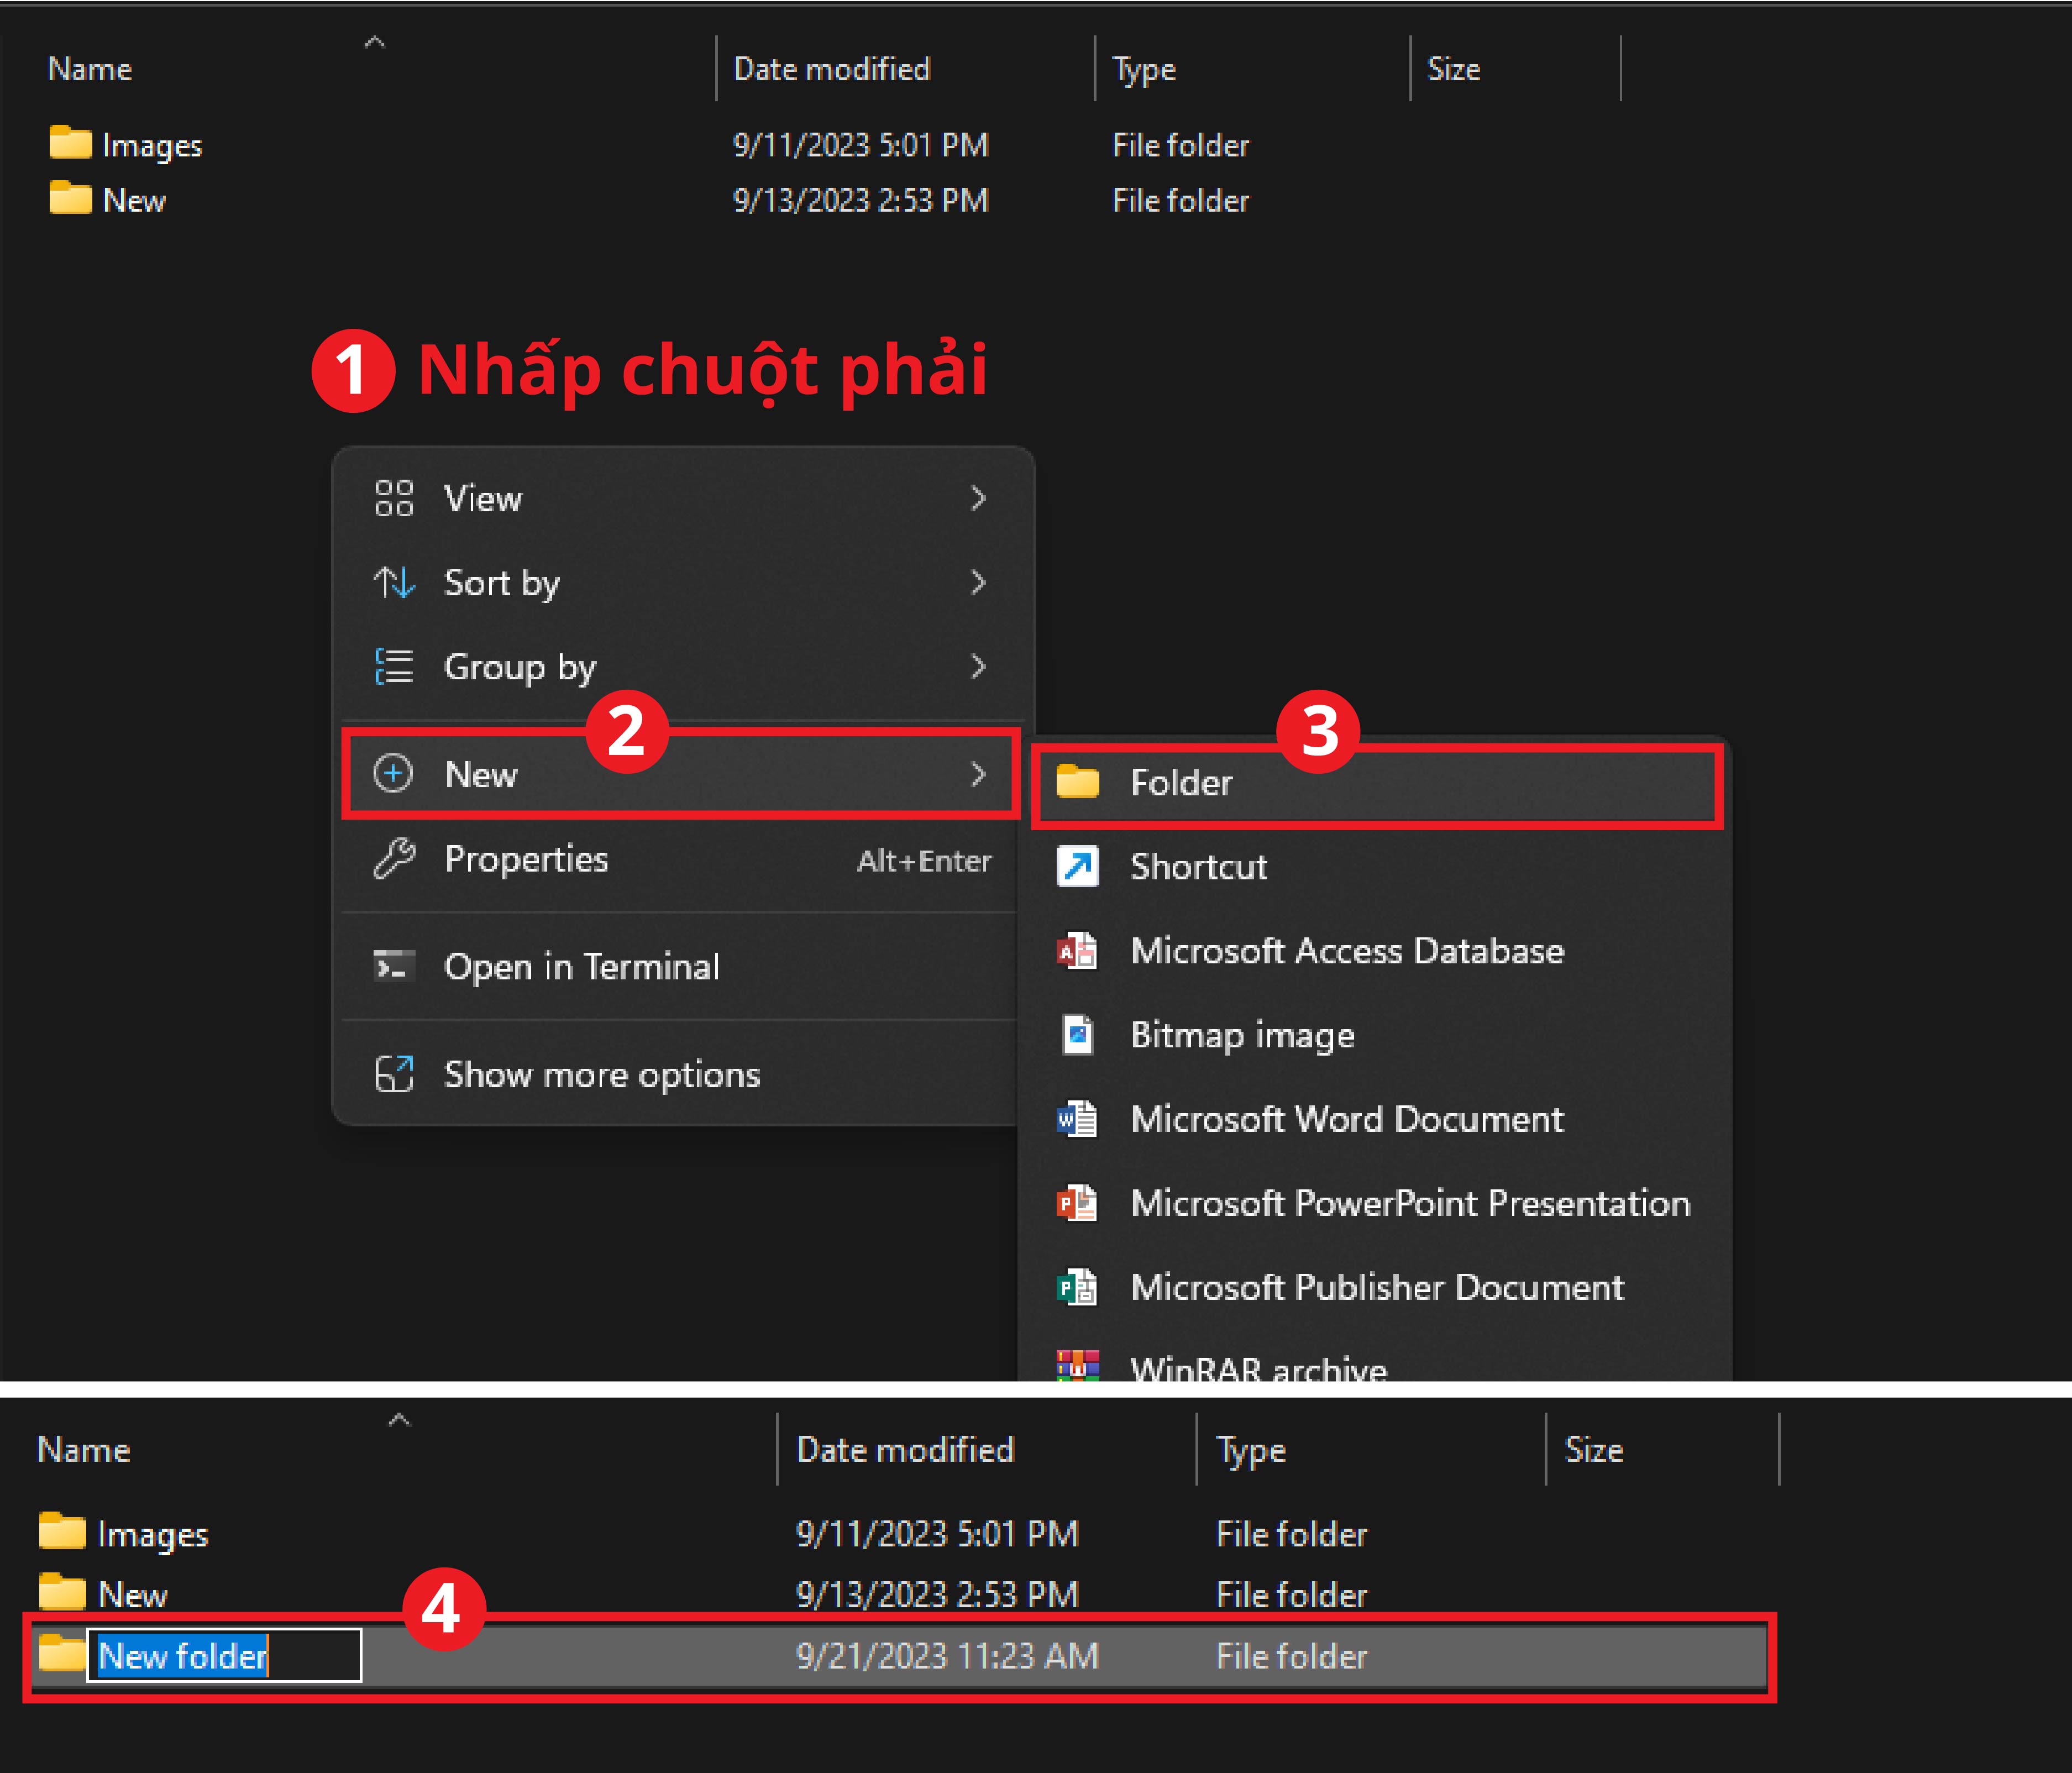 Name Date modified Type Size
Images 9/11/2023 5:01 PM File folder
New 9/13/2023 2:53 PM File folder
1 Nhấp chuột phải
View
Sort by
Group by
2
New
3
Folder
Properties Alt+Enter
Shortcut
Open in Terminal
Microsoft Access Database
Bitmap image
Show more options
Microsoft Word Document
Microsoft PowerPoint Presentation
Microsoft Publisher Document
WinRAR archive
Name Date modified Type Size
Images 9/11/2023 5:01 PM File folder
New 9/13/2023 2:53 PM File folder
4
New folder 9/21/2023 11:23 AM File folder